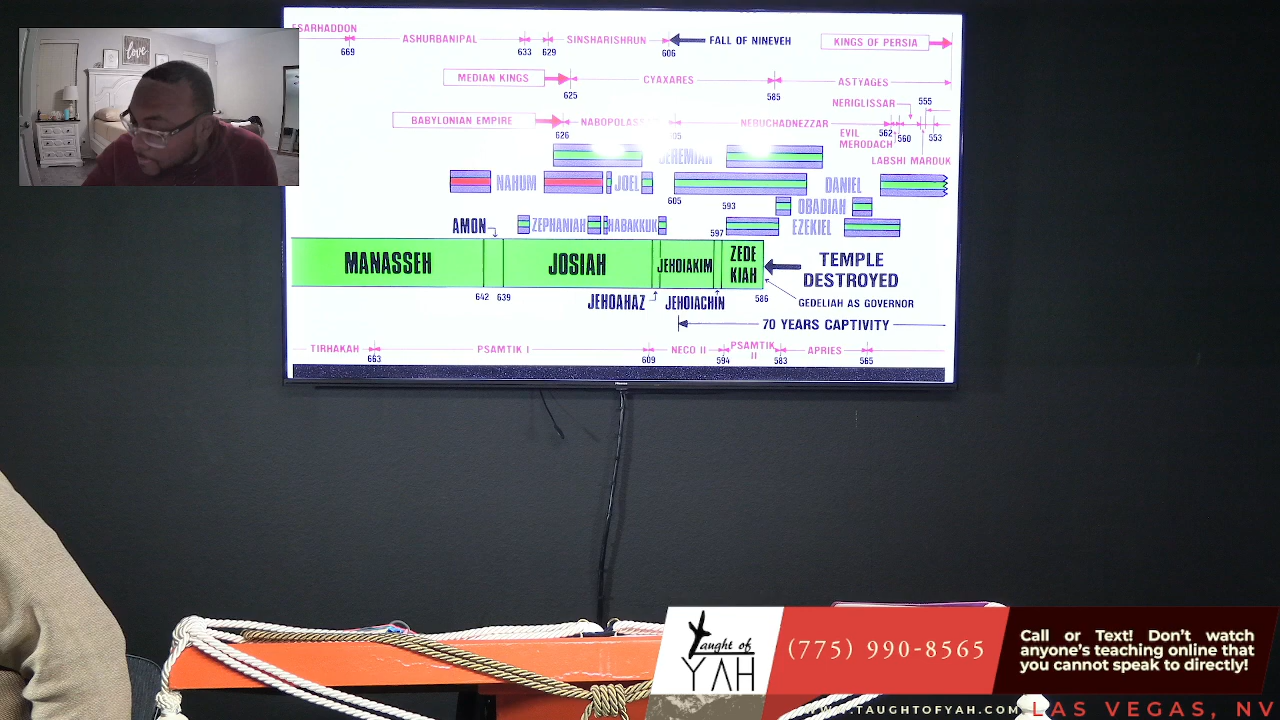 ESARHADDON
love
ASHURBANIPAL
SINSHARISHRUN
FALL OF NINEVEH
KINGS OF PERSIA
669
633
629
606
MEDIAN KINGS
CYAXARES
ASTYAGES
625
585
NERIGLISSAR
555
BABYLONIAN EMPIRE
NEBUCHADNEZZAR
626
562
560
553
EVIL
MERODACH
LABSHI MARDUK
JEREMIAH
NAHUM
JOEL
DANIEL
605
593
OBADIAH
AMON
ZEPHANIAH
HABAKKUK
597
EZEKIEL
MANASSEH
JOSIAH
JEHOIAKIM
ZEDE
KIAH
TEMPLE
DESTROYED
642
639
JEHOAHAZ
JEHOIACHIN
586
GEDELIAH AS GOVERNOR
70 YEARS CAPTIVITY
TIRHAKAH
PSAMTIK I
NECO II
PSAMTIK
II
APRIES
663
609
594
583
565
Taught of
YAH
(775) 990-8565
Call or Text! Don't watch
anyone's teaching online that
you cannot speak to directly!
WWW.TAUGHTOFYAH.COM
LAS VEGAS, NV